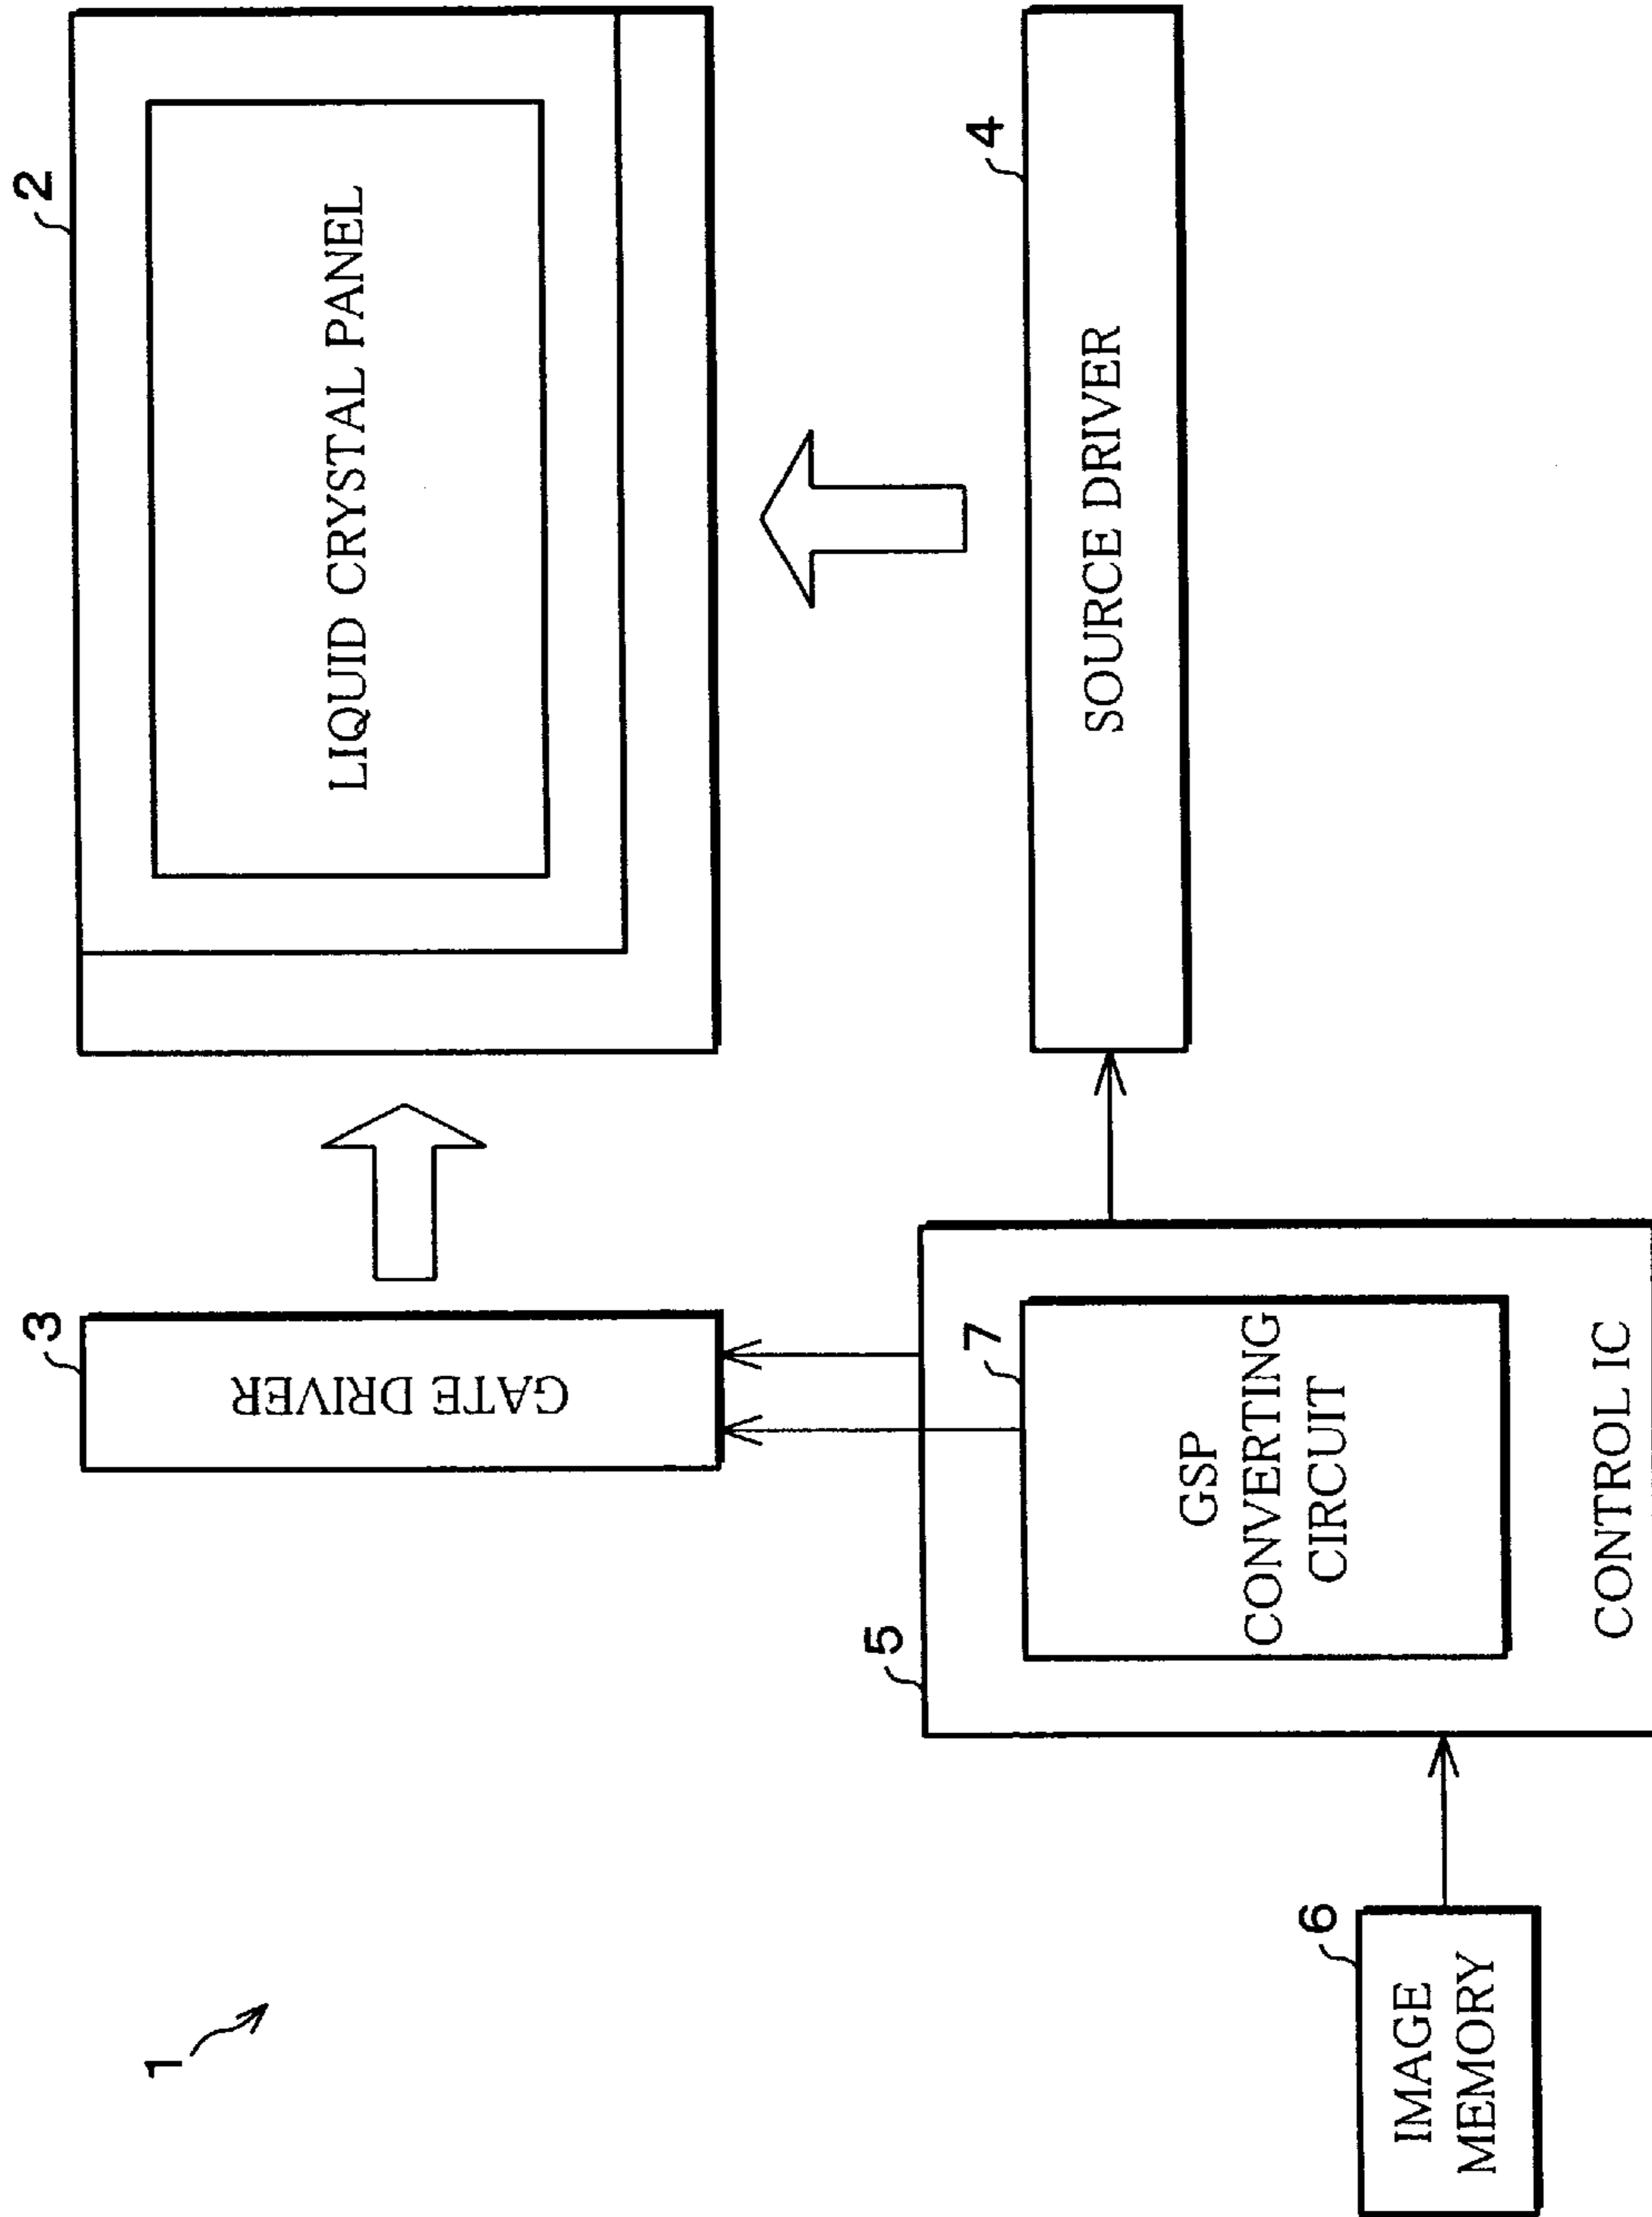 1
2
LIQUID CRYSTAL PANEL
3
GATE DRIVER
4
SOURCE DRIVER
5
7
GSP
CONVERTING
CIRCUIT
CONTROL IC
6
IMAGE
MEMORY